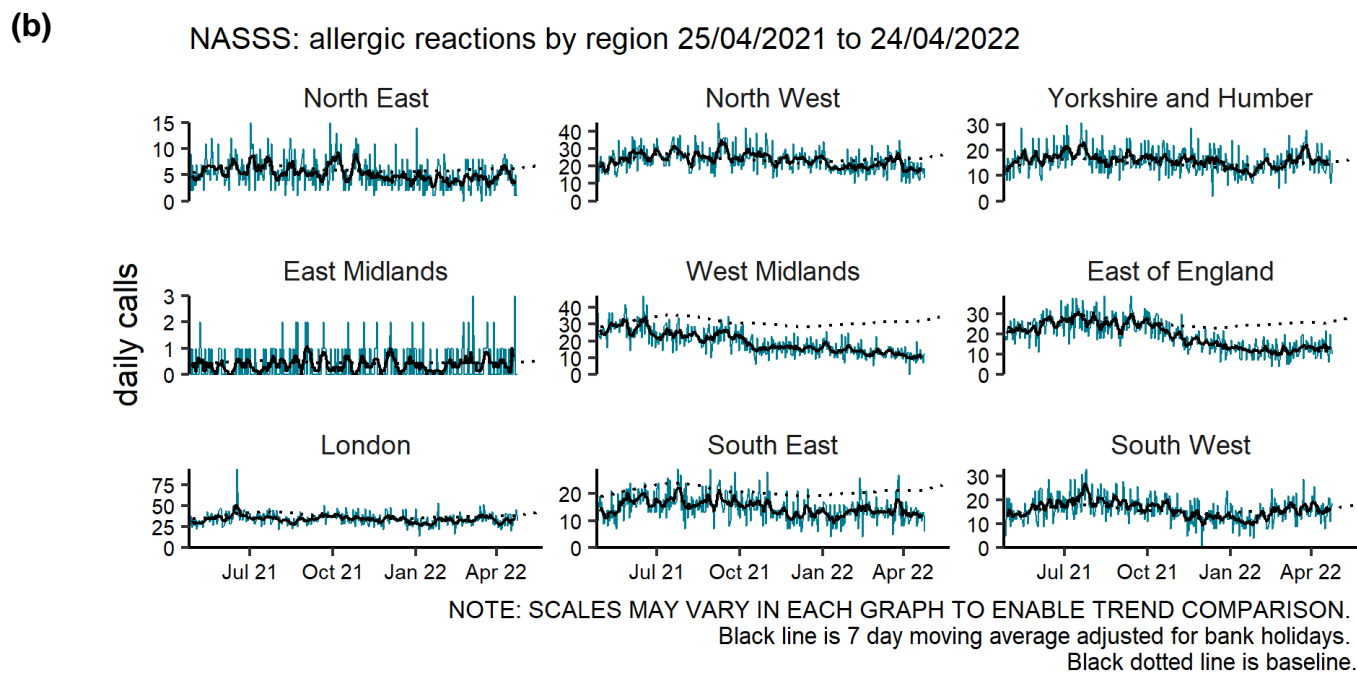 (b)
NASSS: allergic reactions by region 25/04/2021 to 24/04/2022
daily calls
North East
15
10
5
0
North West
40
30
20
10
0
Yorkshire and Humber
30
20
10
0
East Midlands
3
2
1
0
West Midlands
40
30
20
10
0
East of England
30
20
10
0
London
75
50
25
0
South East
20
10
0
South West
30
20
10
0
Jul 21 Oct 21 Jan 22 Apr 22
Jul 21 Oct 21 Jan 22 Apr 22
Jul 21 Oct 21 Jan 22 Apr 22
NOTE: SCALES MAY VARY IN EACH GRAPH TO ENABLE TREND COMPARISON.
Black line is 7 day moving average adjusted for bank holidays.
Black dotted line is baseline.